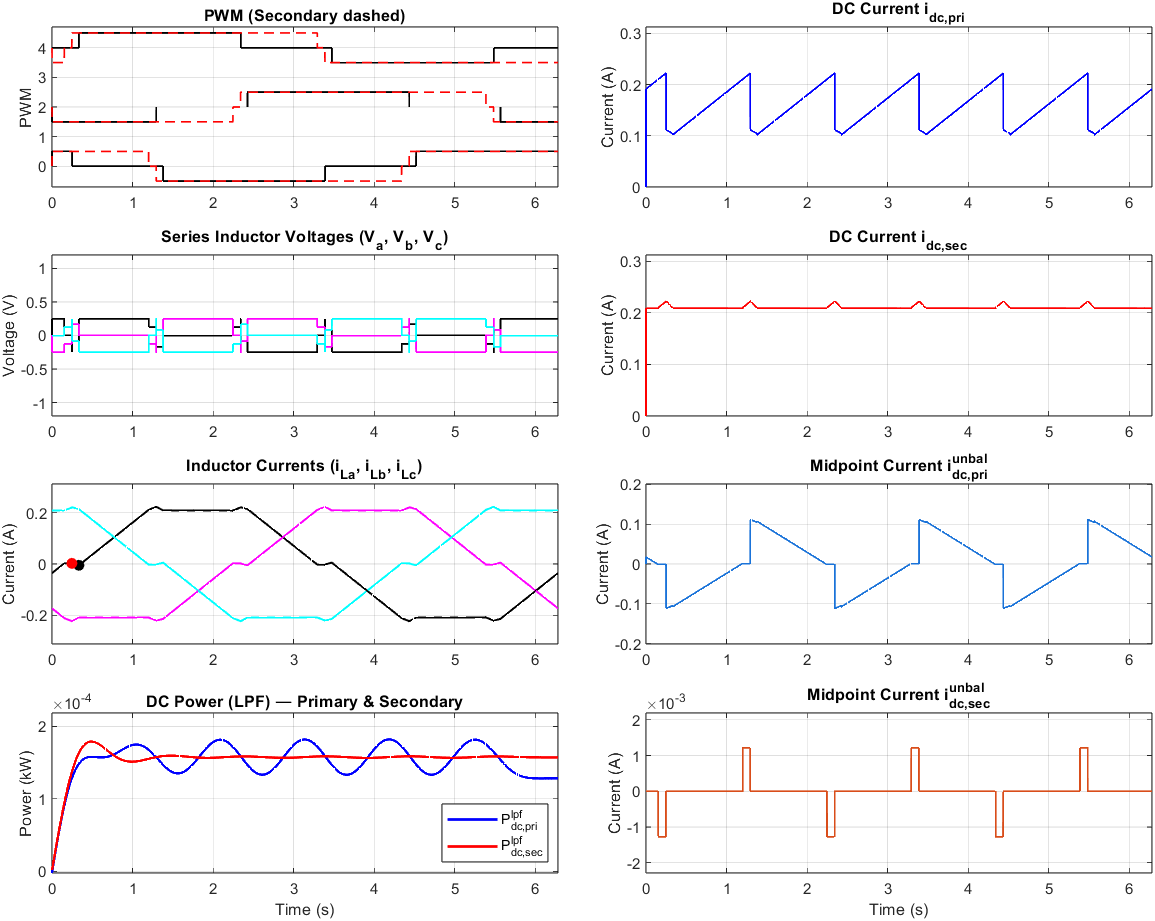 PWM (Secondary dashed)
PWM
4
3
2
1
0
0 1 2 3 4 5 6
DC Current i_dc,pri
Current (A)
0.3
0.2
0.1
0
0 1 2 3 4 5 6
Series Inductor Voltages (V_a, V_b, V_c)
Voltage (V)
1
0.5
0
-0.5
-1
0 1 2 3 4 5 6
DC Current i_dc,sec
Current (A)
0.3
0.2
0.1
0
0 1 2 3 4 5 6
Inductor Currents (i_La, i_Lb, i_Lc)
Current (A)
0.2
0
-0.2
0 1 2 3 4 5 6
Midpoint Current i_dc,pri^unbal
Current (A)
0.2
0.1
0
-0.1
-0.2
0 1 2 3 4 5 6
DC Power (LPF) — Primary & Secondary
×10^-4
Power (kW)
2
1
0
P_dc,pri^lpf
P_dc,sec^lpf
0 1 2 3 4 5 6
Time (s)
Midpoint Current i_dc,sec^unbal
×10^-3
Current (A)
2
1
0
-1
-2
0 1 2 3 4 5 6
Time (s)